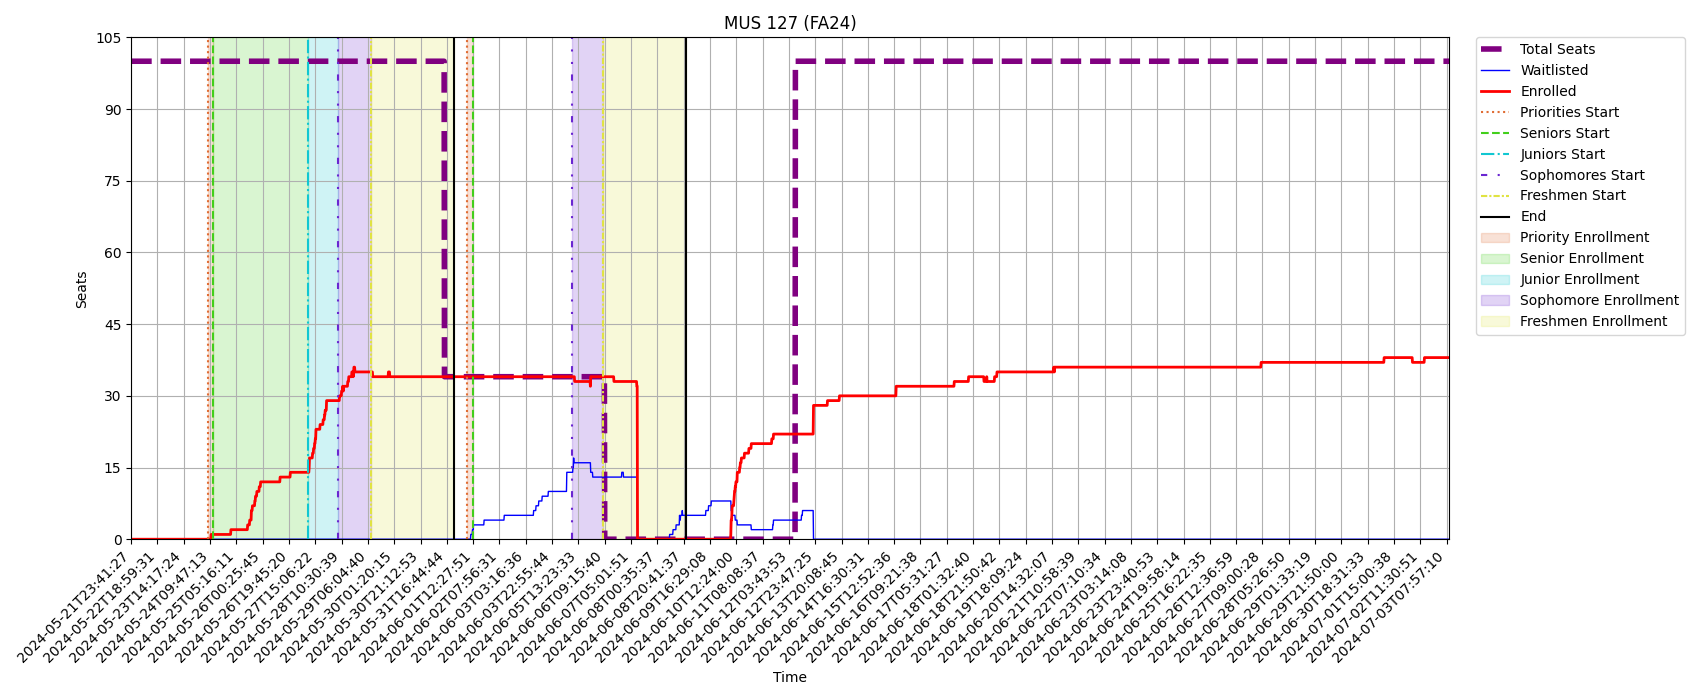 MUS 127 (FA24)
105
90
75
60
45
30
15
0
Seats
2024-05-21T23:41:27
2024-05-22T18:59:31
2024-05-23T14:17:24
2024-05-24T09:47:13
2024-05-25T05:16:11
2024-05-26T00:25:45
2024-05-26T19:45:20
2024-05-27T15:06:22
2024-05-28T10:30:39
2024-05-29T06:04:40
2024-05-30T01:20:15
2024-05-30T21:12:53
2024-05-31T16:44:44
2024-06-01T12:27:51
2024-06-02T07:56:31
2024-06-03T03:16:36
2024-06-03T22:55:44
2024-06-05T13:23:33
2024-06-06T09:15:40
2024-06-07T05:01:51
2024-06-08T00:35:37
2024-06-08T20:41:37
2024-06-09T16:29:08
2024-06-10T12:24:00
2024-06-11T08:08:37
2024-06-12T03:43:53
2024-06-12T23:47:25
2024-06-13T20:08:45
2024-06-14T16:30:31
2024-06-15T12:52:36
2024-06-16T09:21:38
2024-06-17T05:31:27
2024-06-18T01:32:40
2024-06-18T21:50:42
2024-06-19T18:09:24
2024-06-20T14:32:07
2024-06-21T10:58:39
2024-06-22T07:10:34
2024-06-23T03:14:08
2024-06-23T23:40:53
2024-06-24T19:58:14
2024-06-25T16:22:35
2024-06-26T12:36:59
2024-06-27T09:00:28
2024-06-28T05:26:50
2024-06-29T01:33:19
2024-06-29T21:50:00
2024-06-30T18:31:33
2024-07-01T15:00:38
2024-07-02T11:30:51
2024-07-03T07:57:10
Time
Total Seats
Waitlisted
Enrolled
Priorities Start
Seniors Start
Juniors Start
Sophomores Start
Freshmen Start
End
Priority Enrollment
Senior Enrollment
Junior Enrollment
Sophomore Enrollment
Freshmen Enrollment